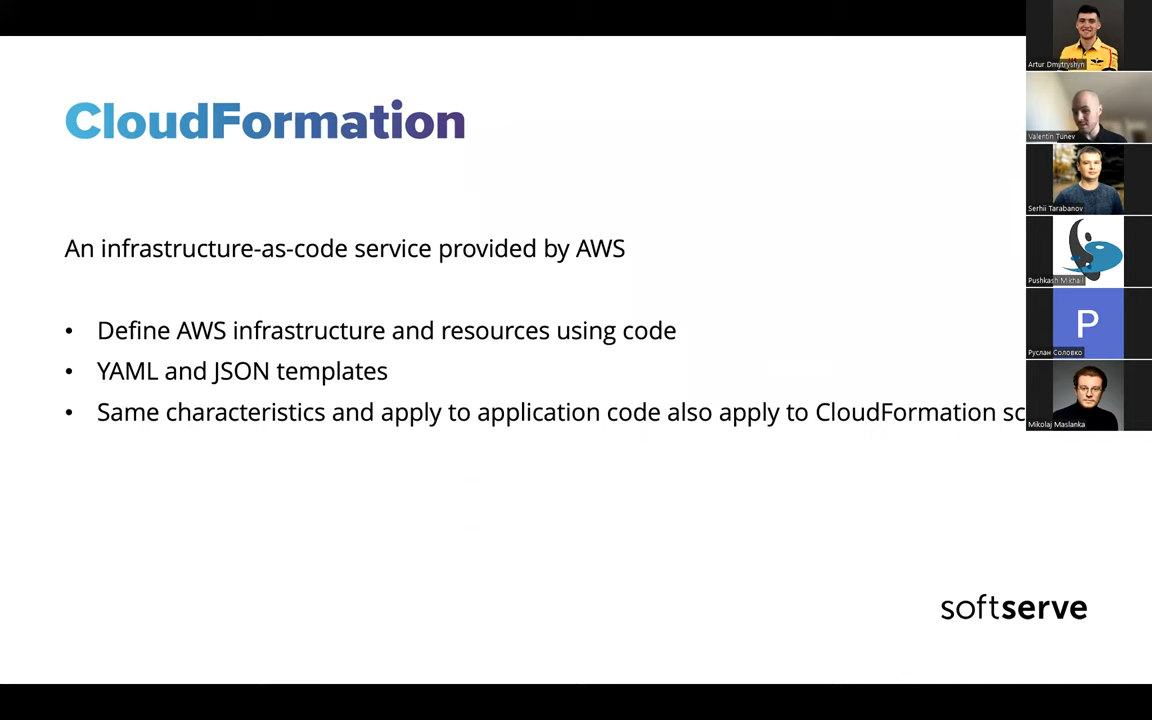 CloudFormation
An infrastructure-as-code service provided by AWS
• Define AWS infrastructure and resources using code
• YAML and JSON templates
• Same characteristics and apply to application code also apply to CloudFormation
softserve
Artur Dmytryshyn
Valentin Tunev
Serhii Tarabanov
Pushkash Mikhail
P
Руслан Соловко
Mikolaj Maslanka